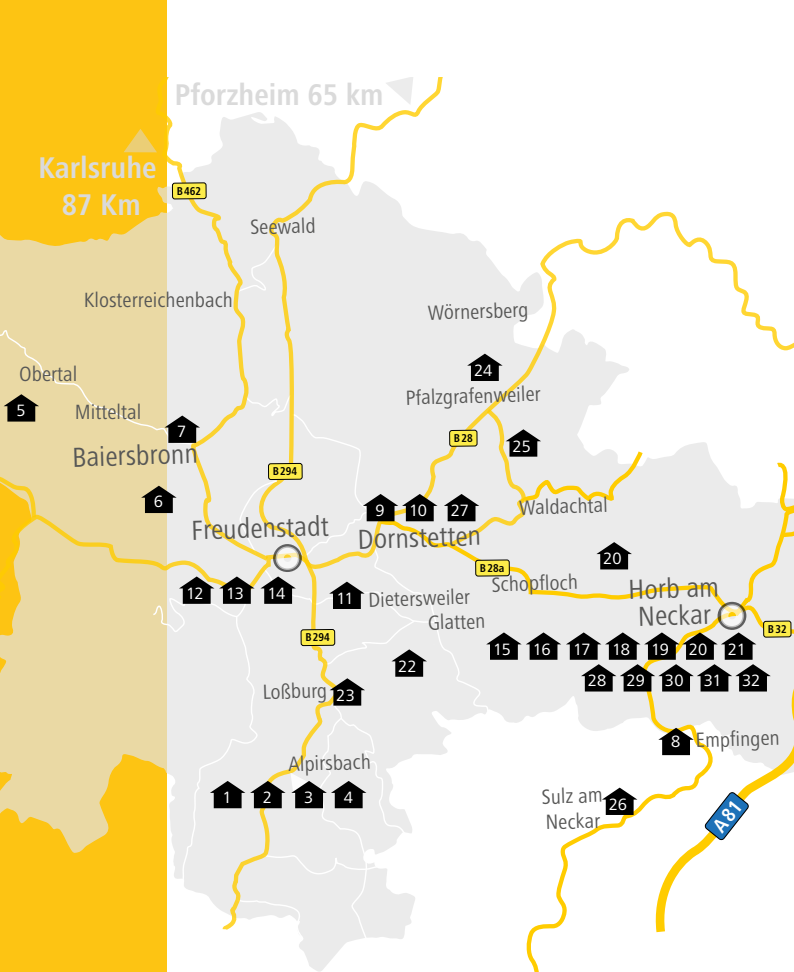 Pforzheim 65 km
Karlsruhe
87 Km
B462
Seewald
Klosterreichenbach
Wörnersberg
24
Obertal
Pfalzgrafenweiler
5
Mitteltal
7
B28
25
Baiersbronn
B294
6
9 10 27
Waldachtal
Freudenstadt
Dornstetten
20
B28a
Schopfloch
12 13 14
11
Dietersweiler
Horb am
Neckar
Glatten
B32
15 16 17 18 19 20 21
22
28 29 30 31 32
B294
Loßburg
23
8
Empfingen
Alpirsbach
1 2 3 4
Sulz am
Neckar
26
A81